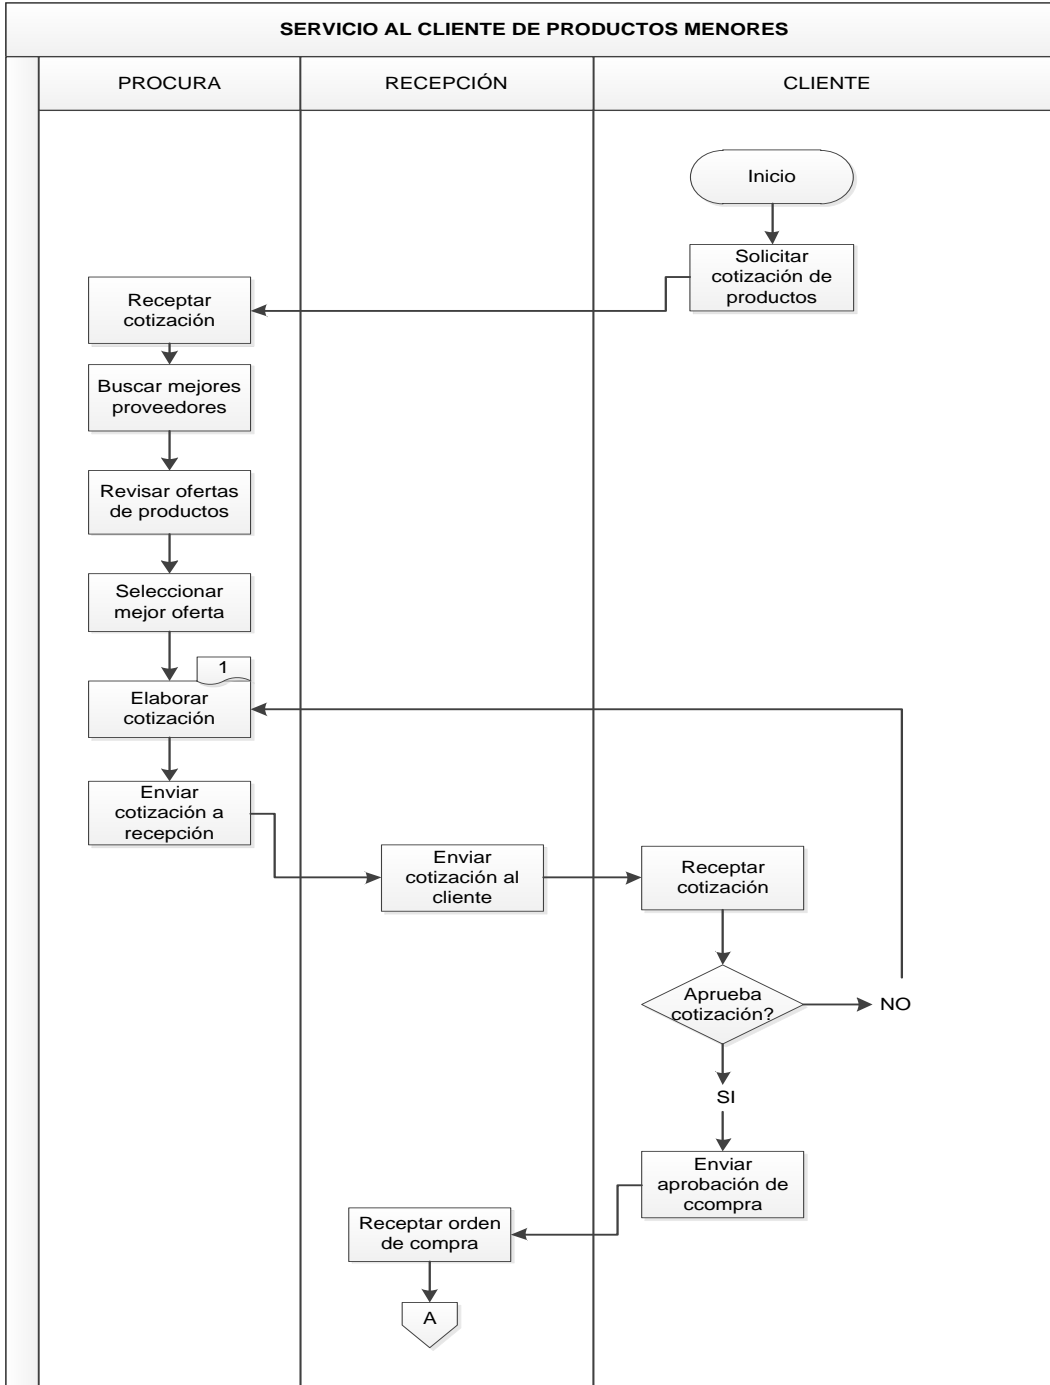 SERVICIO AL CLIENTE DE PRODUCTOS MENORES
PROCURA
RECEPCIÓN
CLIENTE
Inicio
Solicitar
cotización de
productos
Receptar
cotización
Buscar mejores
proveedores
Revisar ofertas
de productos
Seleccionar
mejor oferta
1
Elaborar
cotización
Enviar
cotización a
recepción
Enviar
cotización al
cliente
Receptar
cotización
Aprueba
cotización?
NO
SI
Enviar
aprobación de
ccompra
Receptar orden
de compra
A